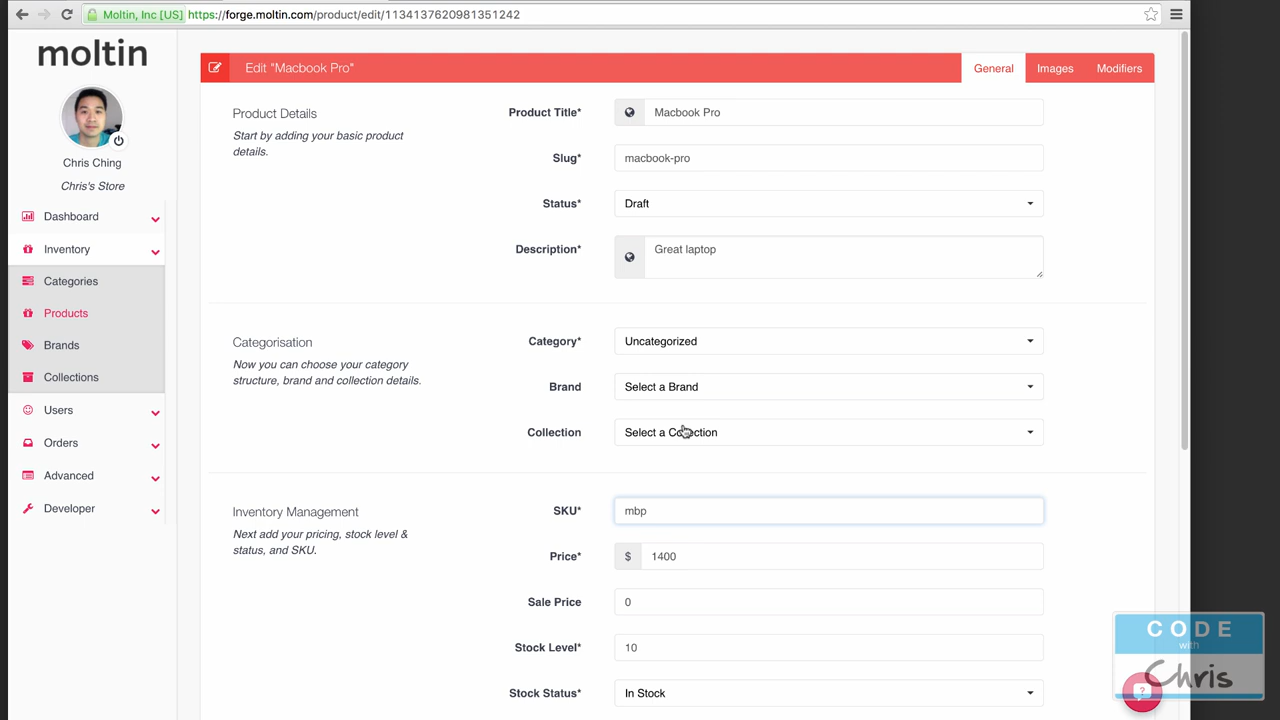 Moltin, Inc [US] https://forge.moltin.com/product/edit/1134137620981351242
moltin
Chris Ching
Chris's Store
Dashboard
Inventory
Categories
Products
Brands
Collections
Users
Orders
Advanced
Developer
Edit "Macbook Pro"
General Images Modifiers
Product Details
Start by adding your basic product
details.
Product Title* Macbook Pro
Slug* macbook-pro
Status* Draft
Description* Great laptop
Categorisation
Now you can choose your category
structure, brand and collection details.
Category* Uncategorized
Brand Select a Brand
Collection Select a Collection
Inventory Management
Next add your pricing, stock level &
status, and SKU.
SKU* mbp
Price* $ 1400
Sale Price 0
Stock Level* 10
Stock Status* In Stock
CODE
with
Chris